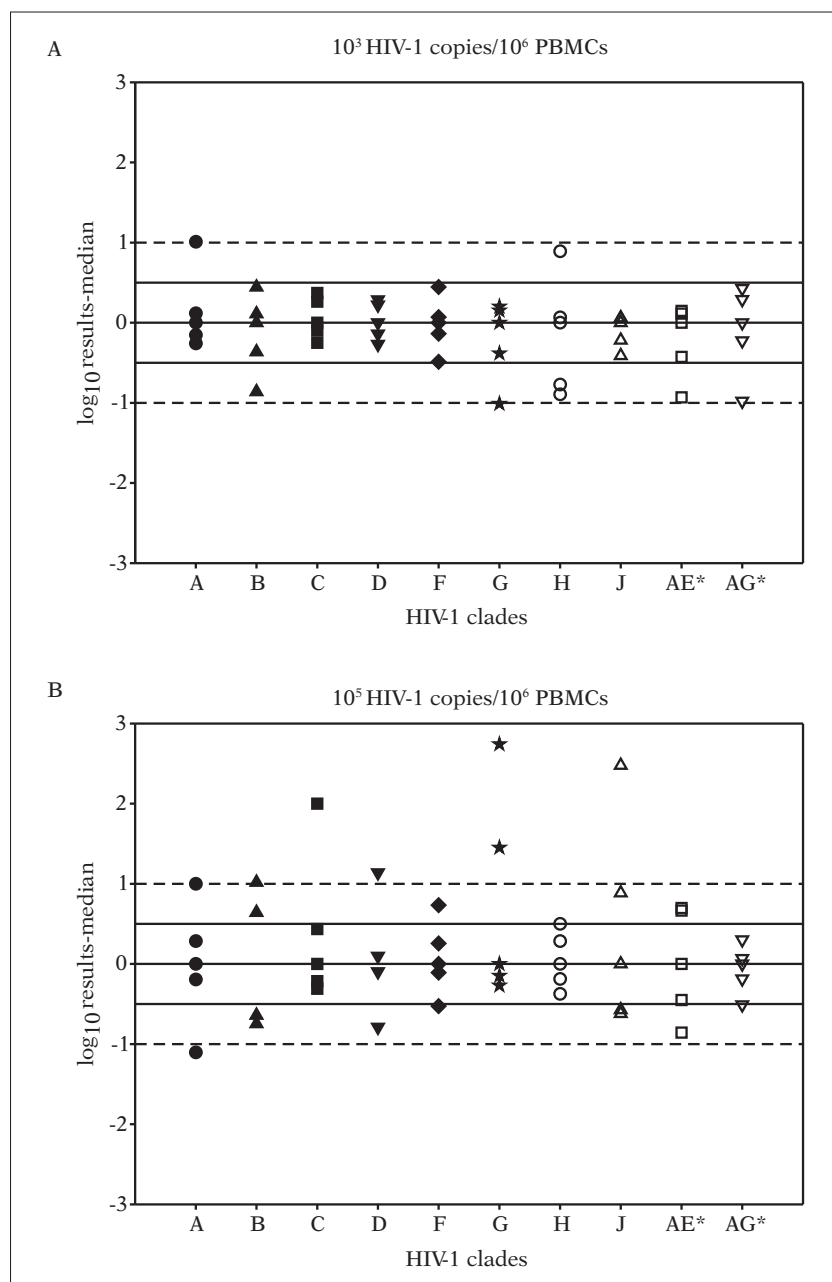 A
10³ HIV-1 copies/10⁶ PBMCs
3
2
1
0
-1
-2
-3
log₁₀ results-median
A B C D F G H J AE* AG*
HIV-1 clades
B
10⁵ HIV-1 copies/10⁶ PBMCs
3
2
1
0
-1
-2
-3
log₁₀ results-median
A B C D F G H J AE* AG*
HIV-1 clades